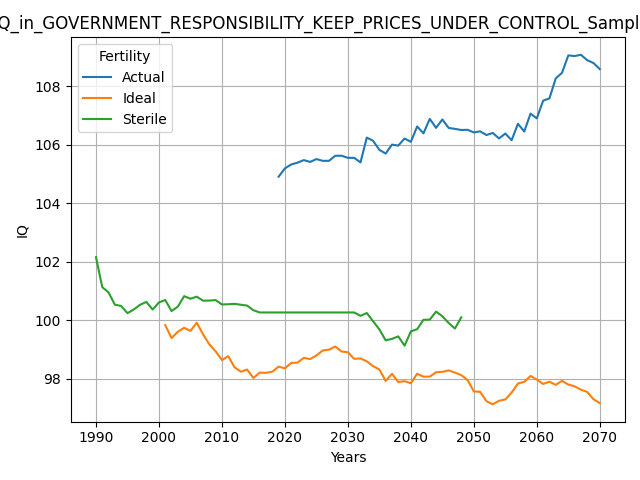 Q_in_GOVERNMENT_RESPONSIBILITY_KEEP_PRICES_UNDER_CONTROL_Sampl
Fertility
Actual
Ideal
Sterile
108
106
104
102
100
98
IQ
1990 2000 2010 2020 2030 2040 2050 2060 2070
Years